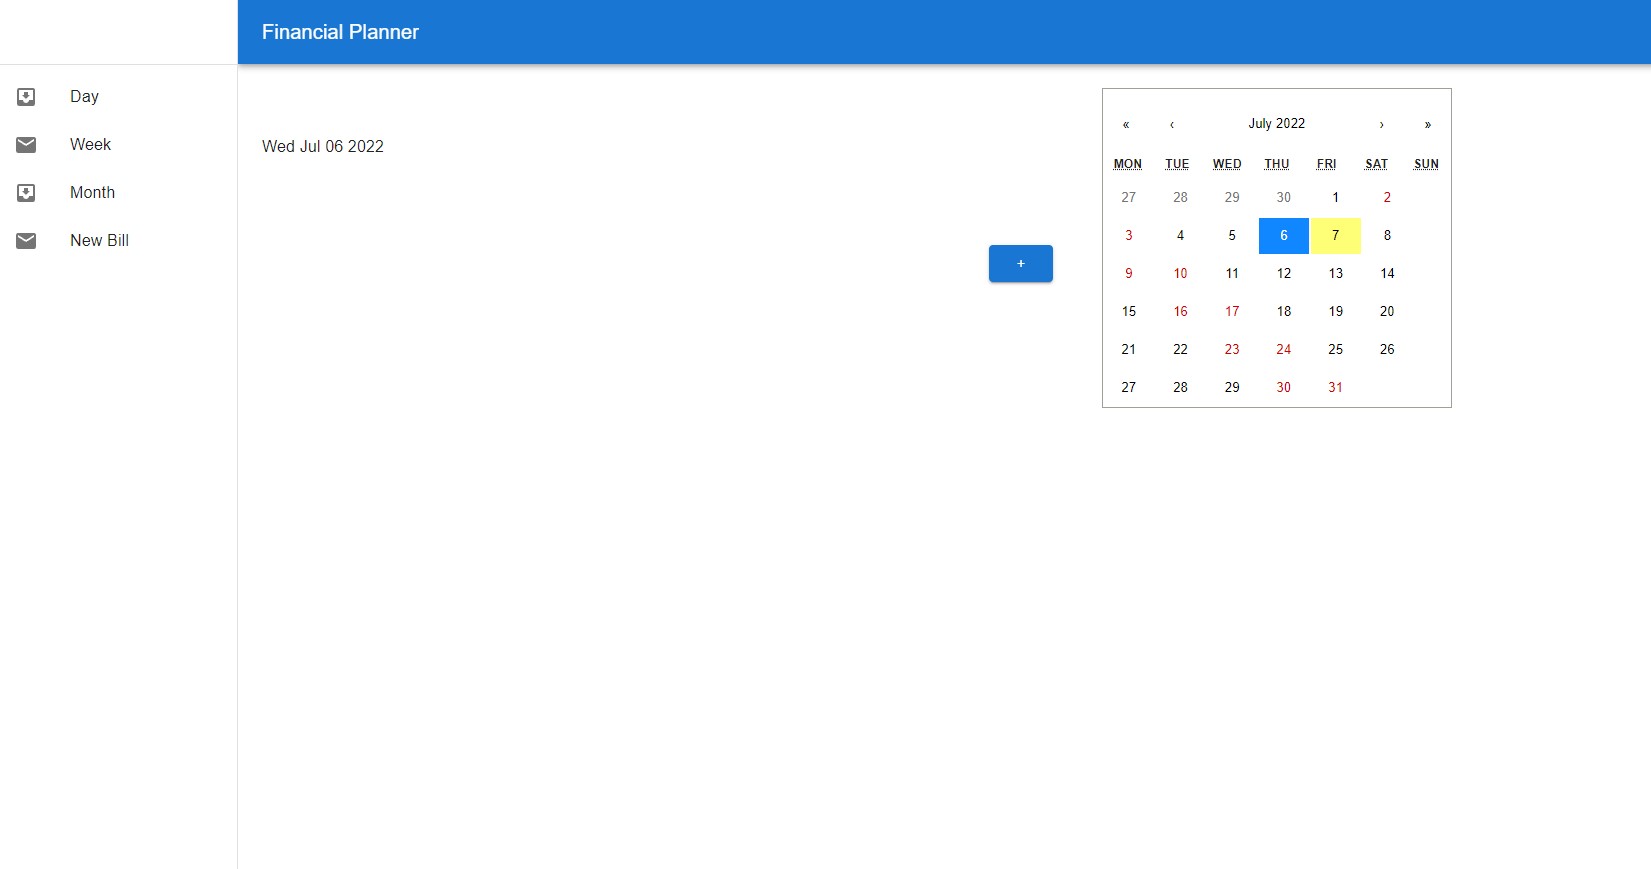 Financial Planner
Day
Week
Month
New Bill
Wed Jul 06 2022
+
« ‹ July 2022 › »
MON TUE WED THU FRI SAT SUN
27 28 29 30 1 2
3 4 5 6 7 8
9 10 11 12 13 14
15 16 17 18 19 20
21 22 23 24 25 26
27 28 29 30 31